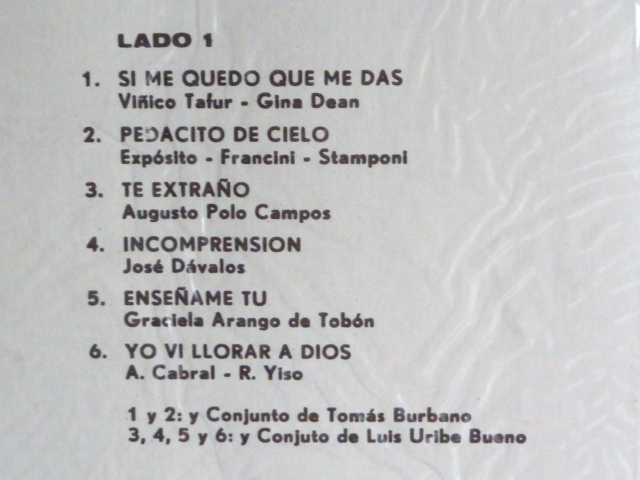 LADO 1
1. SI ME QUEDO QUE ME DAS
Viñico Tafur - Gina Dean
2. PEDACITO DE CIELO
Expósito - Francini - Stamponi
3. TE EXTRAÑO
Augusto Polo Campos
4. INCOMPRENSION
José Dávalos
5. ENSEÑAME TU
Graciela Arango de Tobón
6. YO VI LLORAR A DIOS
A. Cabral - R. Yiso
1 y 2: y Conjunto de Tomás Burbano
3, 4, 5 y 6: y Conjuto de Luis Uribe Bueno